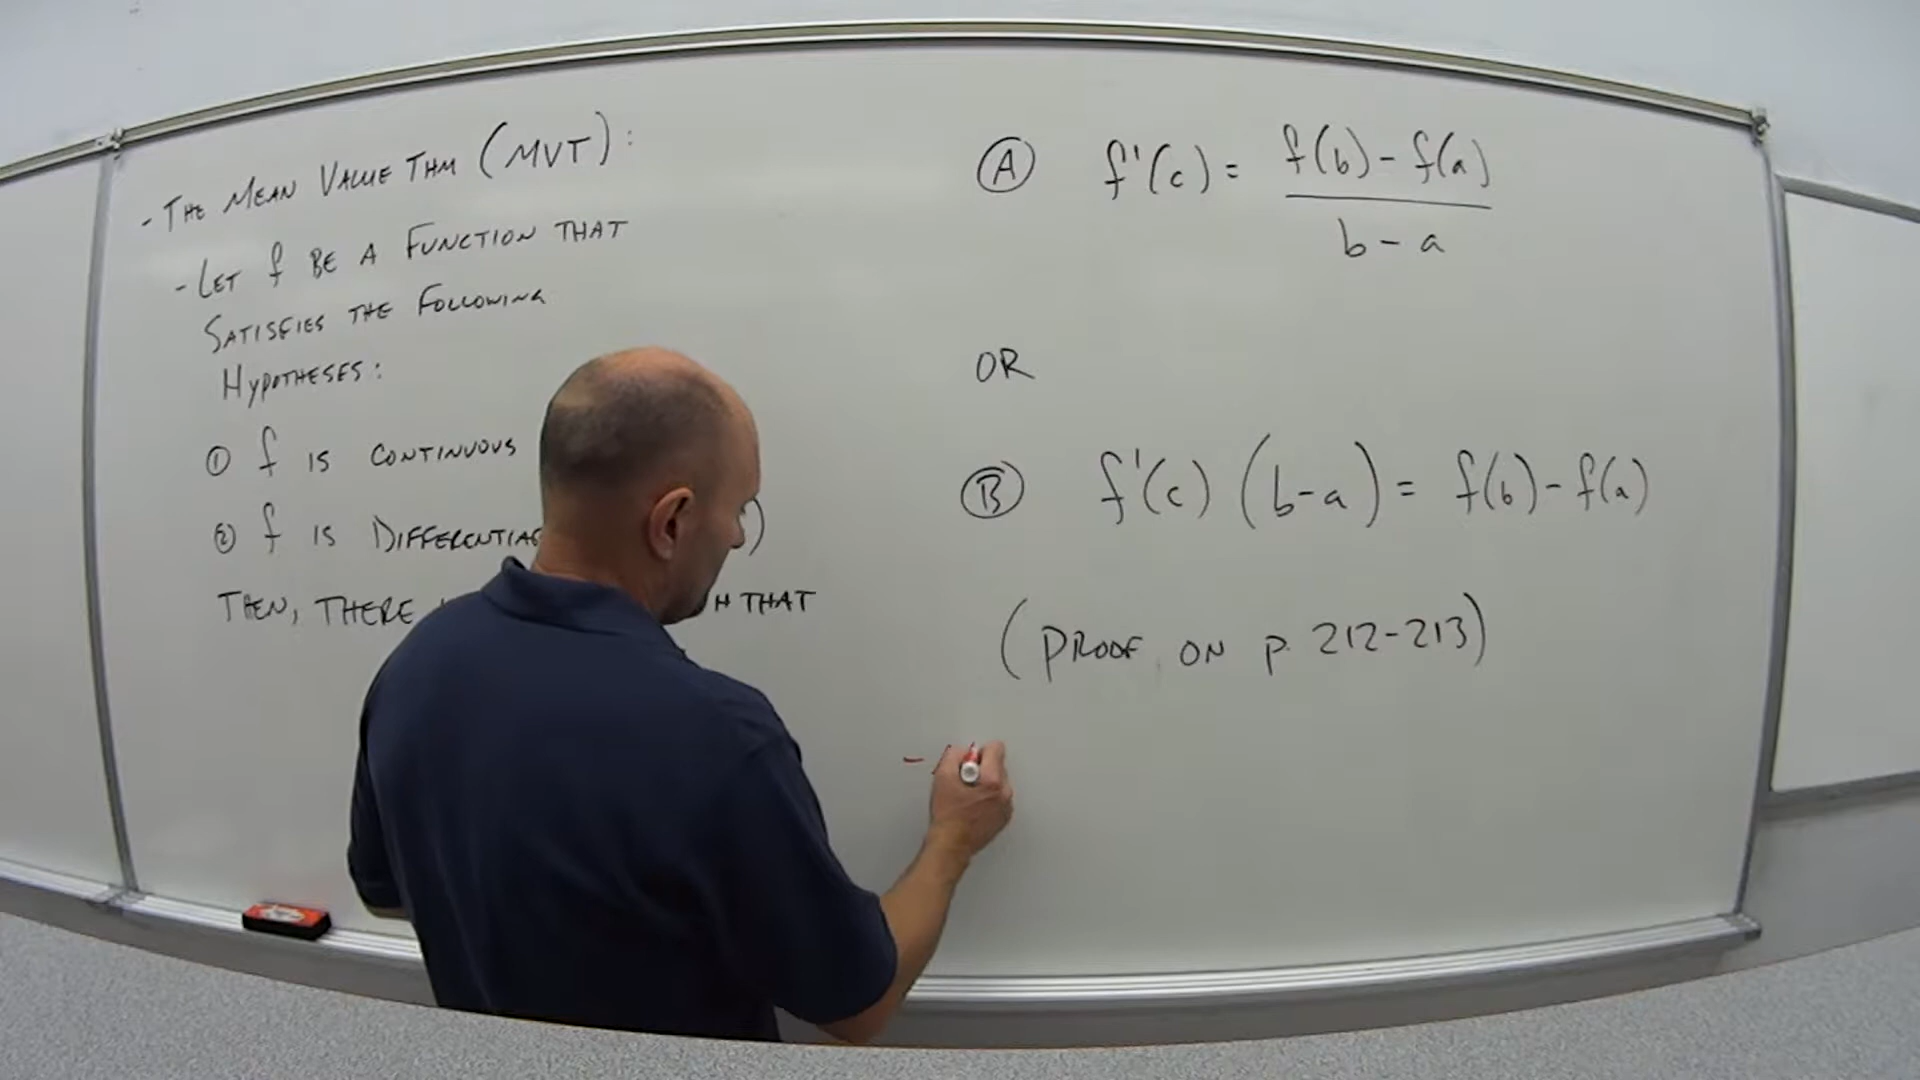 - THE MEAN VALUE THM (MVT):
- LET f BE A FUNCTION THAT
SATISFIES THE FOLLOWING
HYPOTHESES:
① f IS CONTINUOUS
② f IS DIFFERENTIA )
THEN, THERE H THAT
Ⓐ f'(c) = f(b) - f(a)
b - a
OR
Ⓑ f'(c) (b-a) = f(b) - f(a)
(PROOF ON p. 212-213)
-